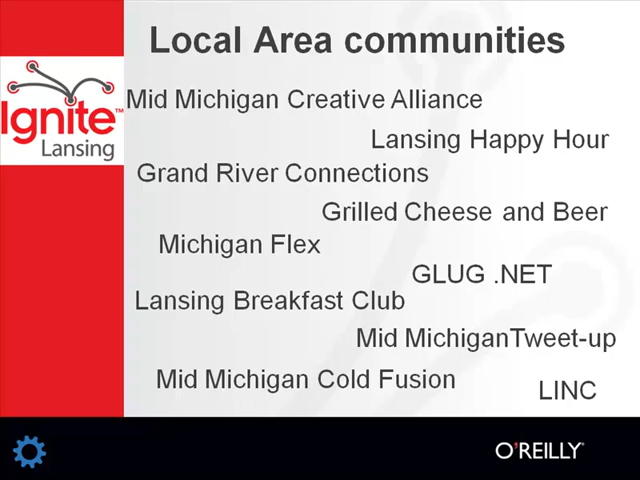 Local Area communities
Ignite™
Lansing
Mid Michigan Creative Alliance
Lansing Happy Hour
Grand River Connections
Grilled Cheese and Beer
Michigan Flex
GLUG .NET
Lansing Breakfast Club
Mid MichiganTweet-up
Mid Michigan Cold Fusion
LINC
O'REILLY®